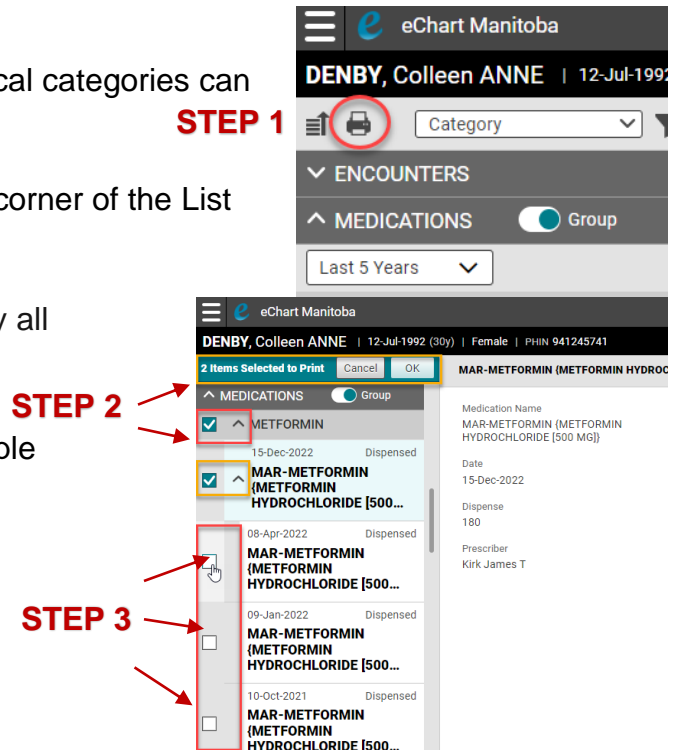 eChart Manitoba
DENBY, Colleen ANNE | 12-Jul-1992
cal categories can
STEP 1
Category
ENCOUNTERS
corner of the List
MEDICATIONS Group
Last 5 Years
y all
eChart Manitoba
DENBY, Colleen ANNE | 12-Jul-1992 (30y) | Female | PHIN 941245741
2 Items Selected to Print Cancel OK
MAR-METFORMIN {METFORMIN HYDROC
STEP 2
MEDICATIONS Group
METFORMIN
ole
15-Dec-2022 Dispensed
MAR-METFORMIN
{METFORMIN
HYDROCHLORIDE [500...
Medication Name
MAR-METFORMIN {METFORMIN
HYDROCHLORIDE [500 MG]}
Date
15-Dec-2022
Dispense
180
Prescriber
Kirk James T
08-Apr-2022 Dispensed
MAR-METFORMIN
{METFORMIN
HYDROCHLORIDE [500...
STEP 3
09-Jan-2022 Dispensed
MAR-METFORMIN
{METFORMIN
HYDROCHLORIDE [500...
10-Oct-2021 Dispensed
MAR-METFORMIN
{METFORMIN
HYDROCHLORIDE [500...